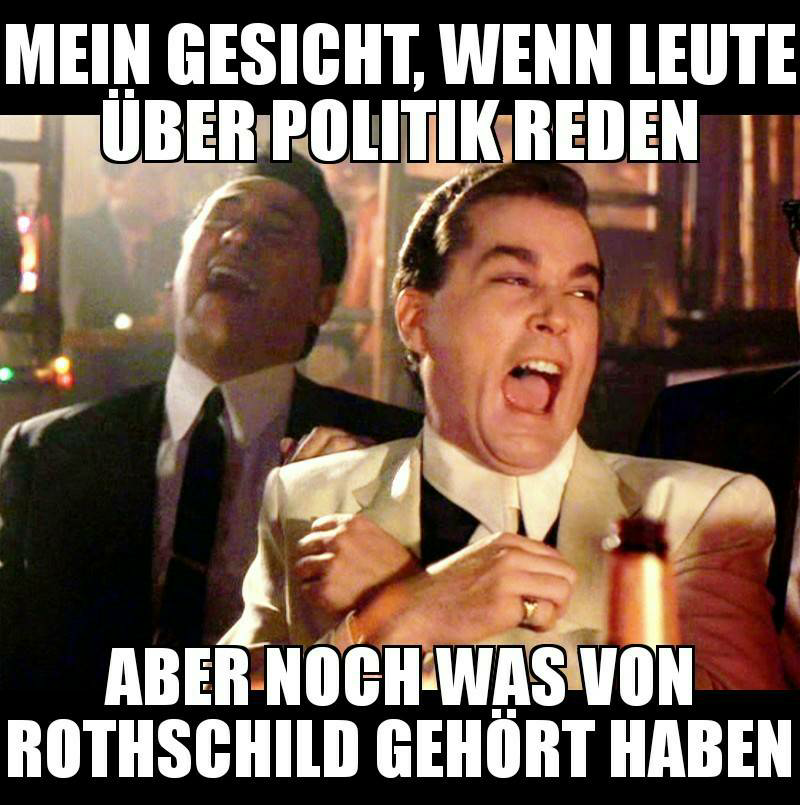 MEIN GESICHT, WENN LEUTE
ÜBER POLITIK REDEN
ABER NOCH WAS VON
ROTHSCHILD GEHÖRT HABEN